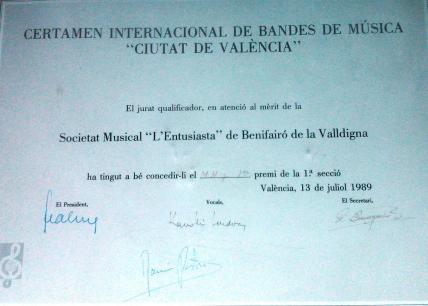 CERTAMEN INTERNACIONAL DE BANDES DE MÚSICA
"CIUTAT DE VALÈNCIA"
El jurat qualificador, en atenció al mèrit de la
Societat Musical "L'Entusiasta" de Benifairó de la Valldigna
ha tingut a bé concedir-li el premi de la 1.ª secció
València, 13 de juliol 1989
El President,
Vocals,
El Secretari,